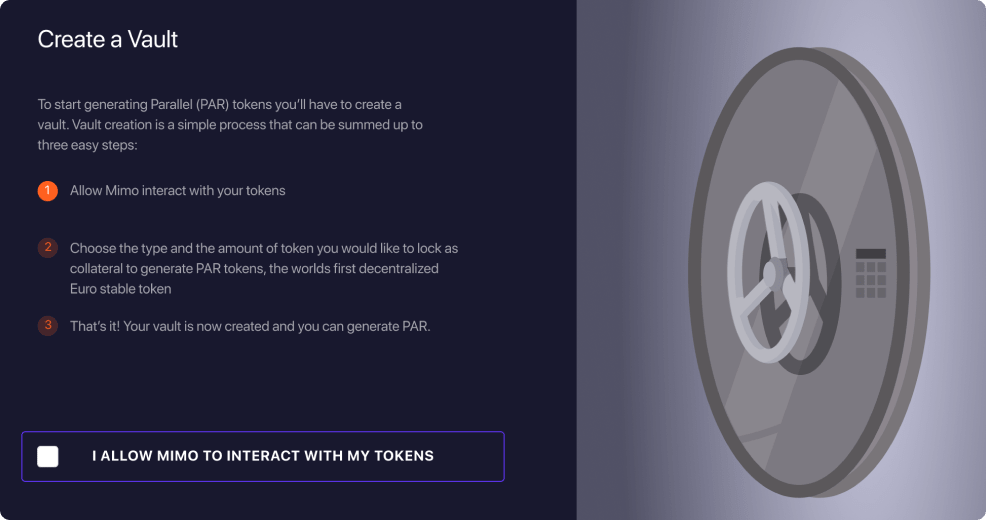 Create a Vault
To start generating Parallel (PAR) tokens you’ll have to create a
vault. Vault creation is a simple process that can be summed up to
three easy steps:
1 Allow Mimo interact with your tokens
2 Choose the type and the amount of token you would like to lock as
collateral to generate PAR tokens, the worlds first decentralized
Euro stable token
3 That’s it! Your vault is now created and you can generate PAR.
I ALLOW MIMO TO INTERACT WITH MY TOKENS